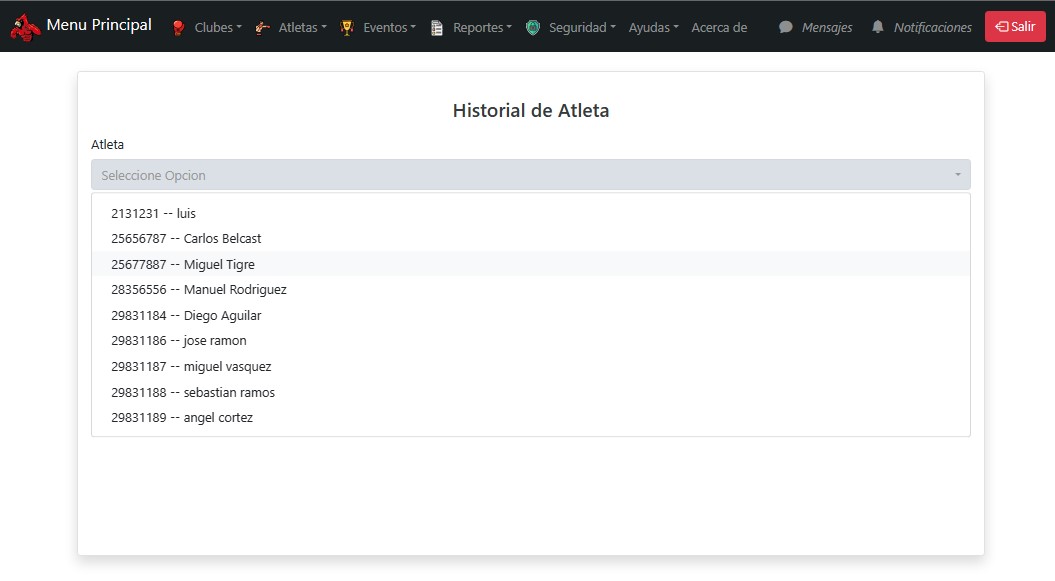 Menu Principal Clubes Atletas Eventos Reportes Seguridad Ayudas Acerca de Mensajes Notificaciones Salir
Historial de Atleta
Atleta
Seleccione Opcion
2131231 -- luis
25656787 -- Carlos Belcast
25677887 -- Miguel Tigre
28356556 -- Manuel Rodriguez
29831184 -- Diego Aguilar
29831186 -- jose ramon
29831187 -- miguel vasquez
29831188 -- sebastian ramos
29831189 -- angel cortez